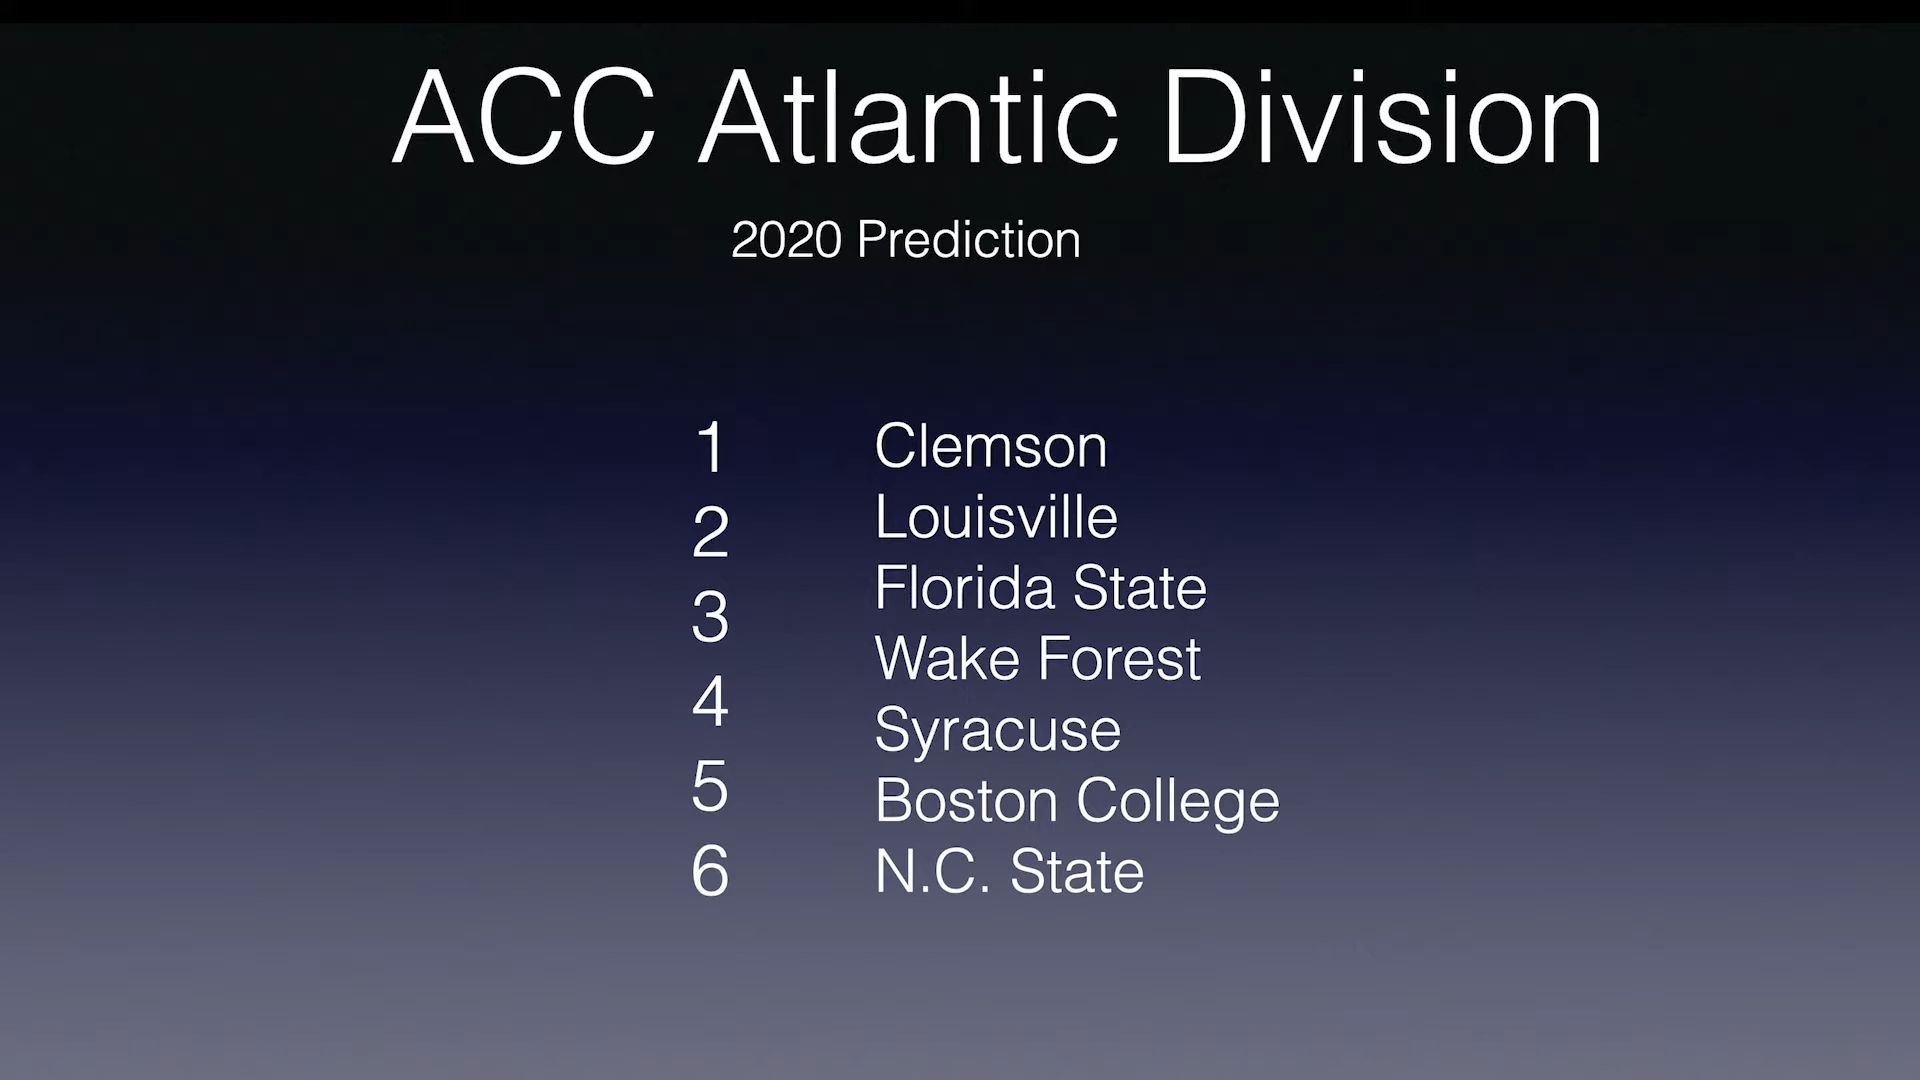 ACC Atlantic Division
2020 Prediction
1 Clemson
2 Louisville
3 Florida State
4 Wake Forest
5 Syracuse
6 Boston College
N.C. State